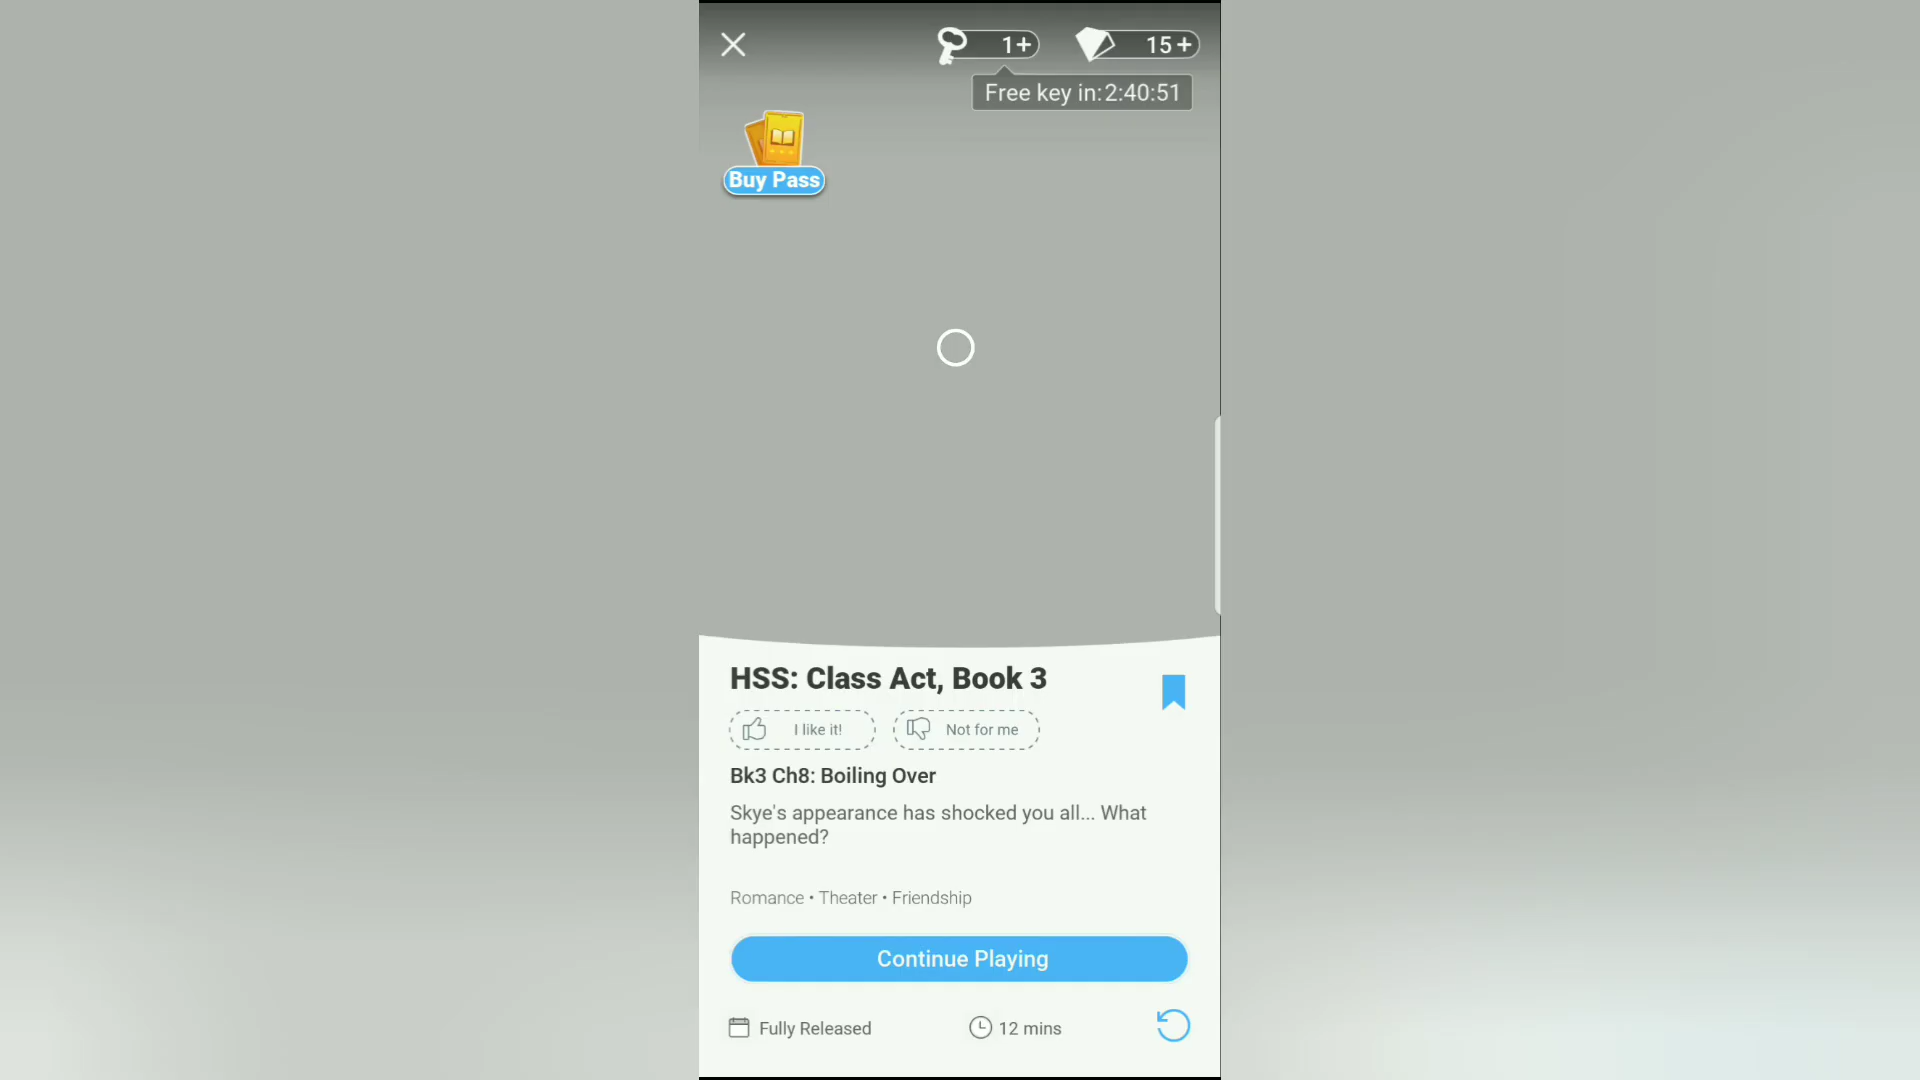 1+
15+
Free key in:2:40:51
Buy Pass
HSS: Class Act, Book 3
I like it!
Not for me
Bk3 Ch8: Boiling Over
Skye's appearance has shocked you all... What
happened?
Romance • Theater • Friendship
Continue Playing
Fully Released
12 mins